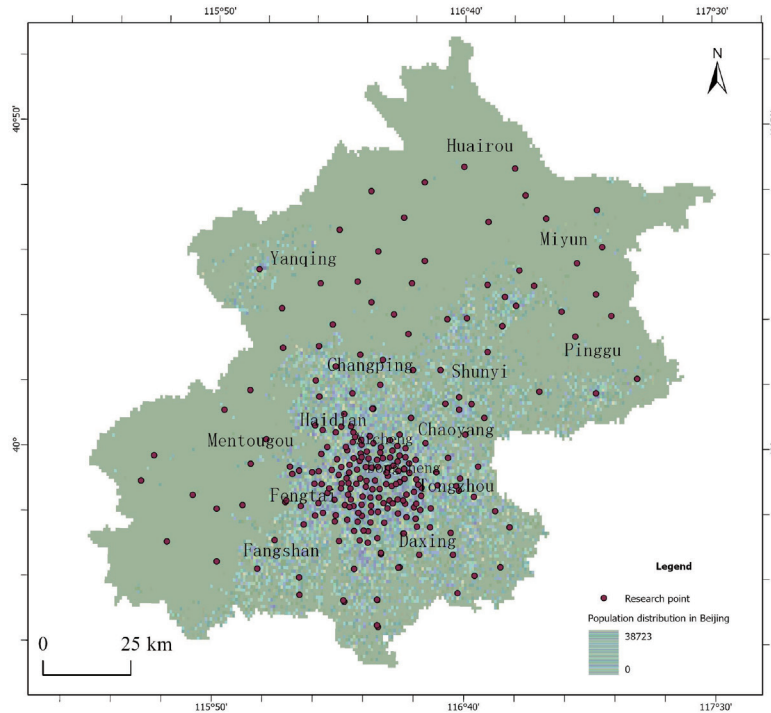 115°50′
116°40′
117°30′
N
40°50′
Huairou
Miyun
Yanqing
Pinggu
Changping
Shunyi
Haidian
Chaoyang
Mentougou
Tongzhou
Fengtai
Daxing
Fangshan
40°
Legend
Research point
Population distribution in Beijing
38723
0
0 25 km
115°50′
116°40′
117°30′